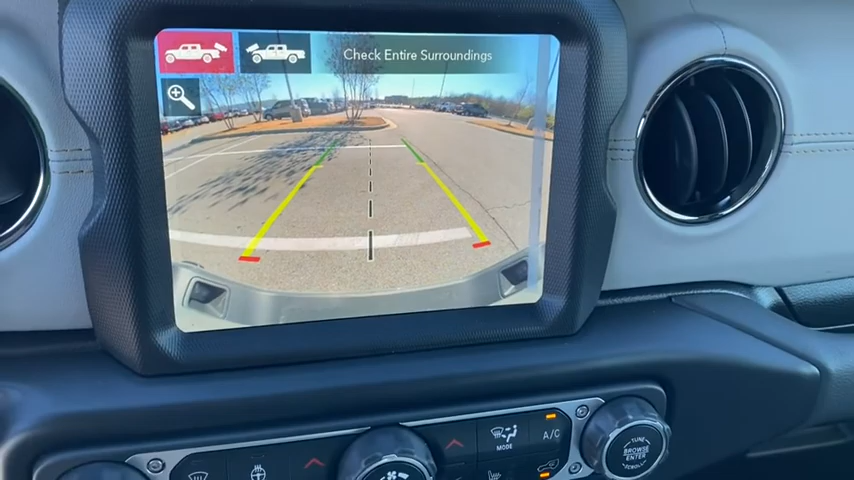 Check Entire Surroundings
MODE
A/C
TUNE
BROWSE
ENTER
SCROLL